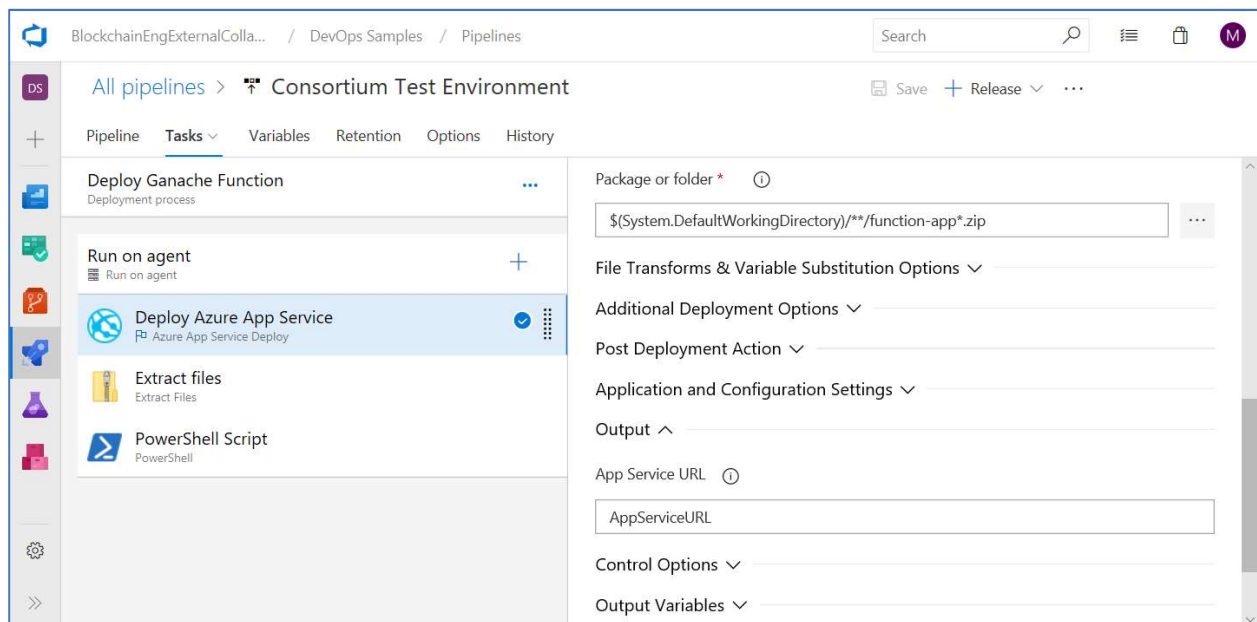 BlockchainEngExternalColla... / DevOps Samples / Pipelines
Search
M
DS
All pipelines > Consortium Test Environment
Save + Release ...
Pipeline Tasks Variables Retention Options History
Deploy Ganache Function
Deployment process
...
Run on agent
Run on agent
Deploy Azure App Service
Azure App Service Deploy
Extract files
Extract Files
PowerShell Script
PowerShell
Package or folder *
$(System.DefaultWorkingDirectory)/**/function-app*.zip
...
File Transforms & Variable Substitution Options
Additional Deployment Options
Post Deployment Action
Application and Configuration Settings
Output
App Service URL
AppServiceURL
Control Options
Output Variables